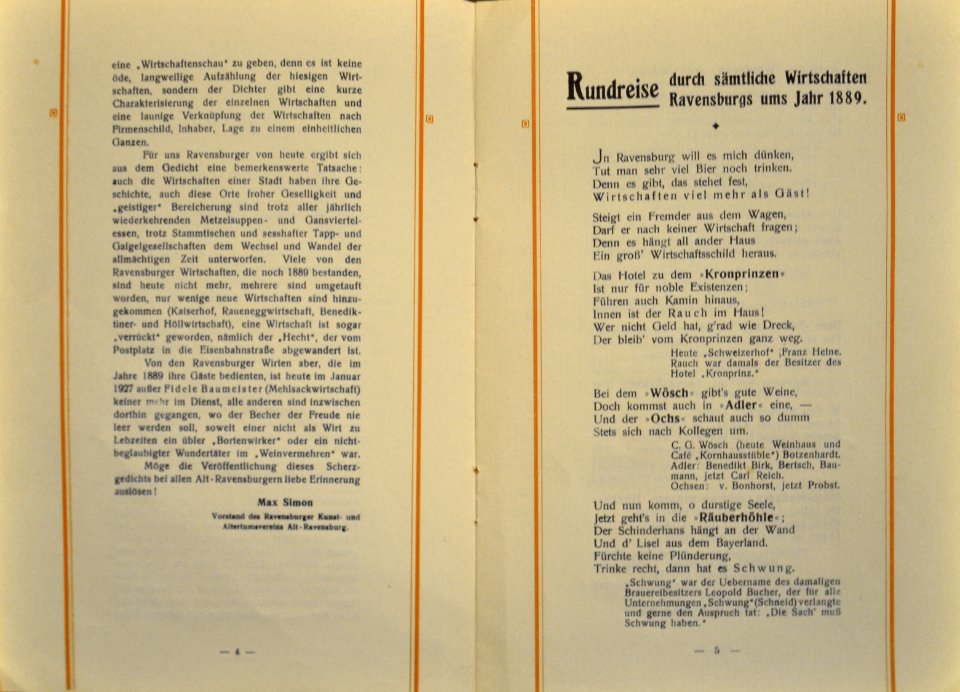 eine „Wirtschaftenschau“ zu geben, denn es ist keine
öde, langweilige Aufzählung der hiesigen Wirt-
schaften, sondern der Dichter gibt eine kurze
Charakterisierung der einzelnen Wirtschaften und
eine launige Verknüpfung der Wirtschaften nach
Firmenschild, Inhaber, Lage zu einem einheitlichen
Ganzen.
Für uns Ravensburger von heute ergibt sich
aus dem Gedicht eine bemerkenswerte Tatsache:
auch die Wirtschaften einer Stadt haben ihre Ge-
schichte, auch diese Orte froher Geselligkeit und
„geistiger“ Bereicherung sind trotz aller jährlich
wiederkehrenden Metzelsuppen- und Gansviertel-
essen, trotz Stammtischen und sesshafter Tapp- und
Gaigelgesellschaften dem Wechsel und Wandel der
allmächtigen Zeit unterworfen. Viele von den
Ravensburger Wirtschaften, die noch 1889 bestanden,
sind heute nicht mehr, mehrere sind umgetauft
worden, nur wenige neue Wirtschaften sind hinzu-
gekommen (Kaiserhof, Raueneggwirtschaft, Benedik-
tiner- und Höllwirtschaft), eine Wirtschaft ist sogar
„verrückt“ geworden, nämlich der „Hecht“, der vom
Postplatz in die Eisenbahnstraße abgewandert ist.
Von den Ravensburger Wirten aber, die im
Jahre 1889 ihre Gäste bedienten, ist heute im Januar
1927 außer Fidele Baumeister (Mehlsackwirtschaft)
keiner mehr im Dienst, alle anderen sind inzwischen
dorthin gegangen, wo der Becher der Freude nie
leer werden soll, soweit einer nicht als Wirt zu
Lebzeiten ein übler „Bortenwirker“ oder ein nicht-
beglaubigter Wundertäter im „Weinvermehren“ war.
Möge die Veröffentlichung dieses Scherz-
gedichts bei allen Alt-Ravensburgern liebe Erinnerung
auslösen!
Max Simon
Vorstand des Ravensburger Kunst- und
Altertumsvereins Alt-Ravensburg.
— 4 —
Rundreise durch sämtliche Wirtschaften
Ravensburgs ums Jahr 1889.
Jn Ravensburg will es mich dünken,
Tut man sehr viel Bier noch trinken.
Denn es gibt, das stehet fest,
Wirtschaften viel mehr als Gäst!
Steigt ein Fremder aus dem Wagen,
Darf er nach keiner Wirtschaft fragen;
Denn es hängt all ander Haus
Ein groß' Wirtschaftsschild heraus.
Das Hotel zu dem »Kronprinzen«
Ist nur für noble Existenzen;
Führen auch Kamin hinaus,
Innen ist der Rauch im Haus!
Wer nicht Geld hat, g'rad wie Dreck,
Der bleib' vom Kronprinzen ganz weg.
Heute „Schweizerhof“ ;Franz Heine.
Rauch war damals der Besitzer des
Hotel „Kronprinz.“
Bei dem »Wösch« gibt's gute Weine,
Doch kommst auch in »Adler« eine, —
Und der »Ochs« schaut auch so dumm
Stets sich nach Kollegen um.
C. G. Wösch (heute Weinhaus und
Café „Kornhausstüble“) Botzenhardt.
Adler: Benedikt Birk, Bertsch, Bau-
mann, jetzt Carl Reich.
Ochsen: v. Bonhorst, jetzt Probst.
Und nun komm, o durstige Seele,
Jetzt geht's in die »Räuberhöhle«;
Der Schinderhans hängt an der Wand
Und d' Lisel aus dem Bayerland.
Fürchte keine Plünderung,
Trinke recht, dann hat es Schwung.
„Schwung“ war der Uebername des damaligen
Brauereibesitzers Leopold Bucher, der für alle
Unternehmungen „Schwung“ (Schneid) verlangte
und gerne den Ausspruch tat: „Die Sach' muß
Schwung haben.“
— 5 —